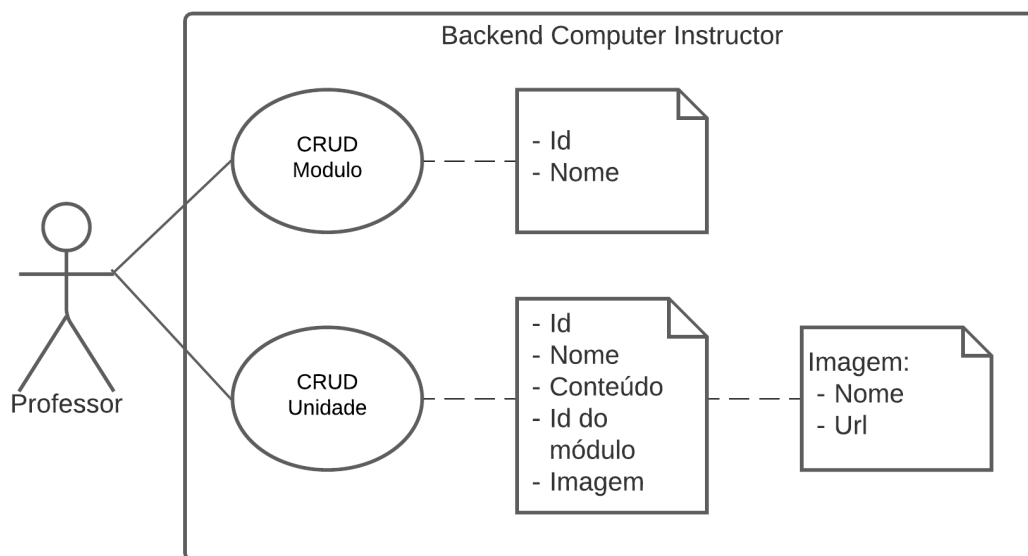 Backend Computer Instructor
CRUD
Modulo
- Id
- Nome
Professor
CRUD
Unidade
- Id
- Nome
- Conteúdo
- Id do
módulo
- Imagem
Imagem:
- Nome
- Url